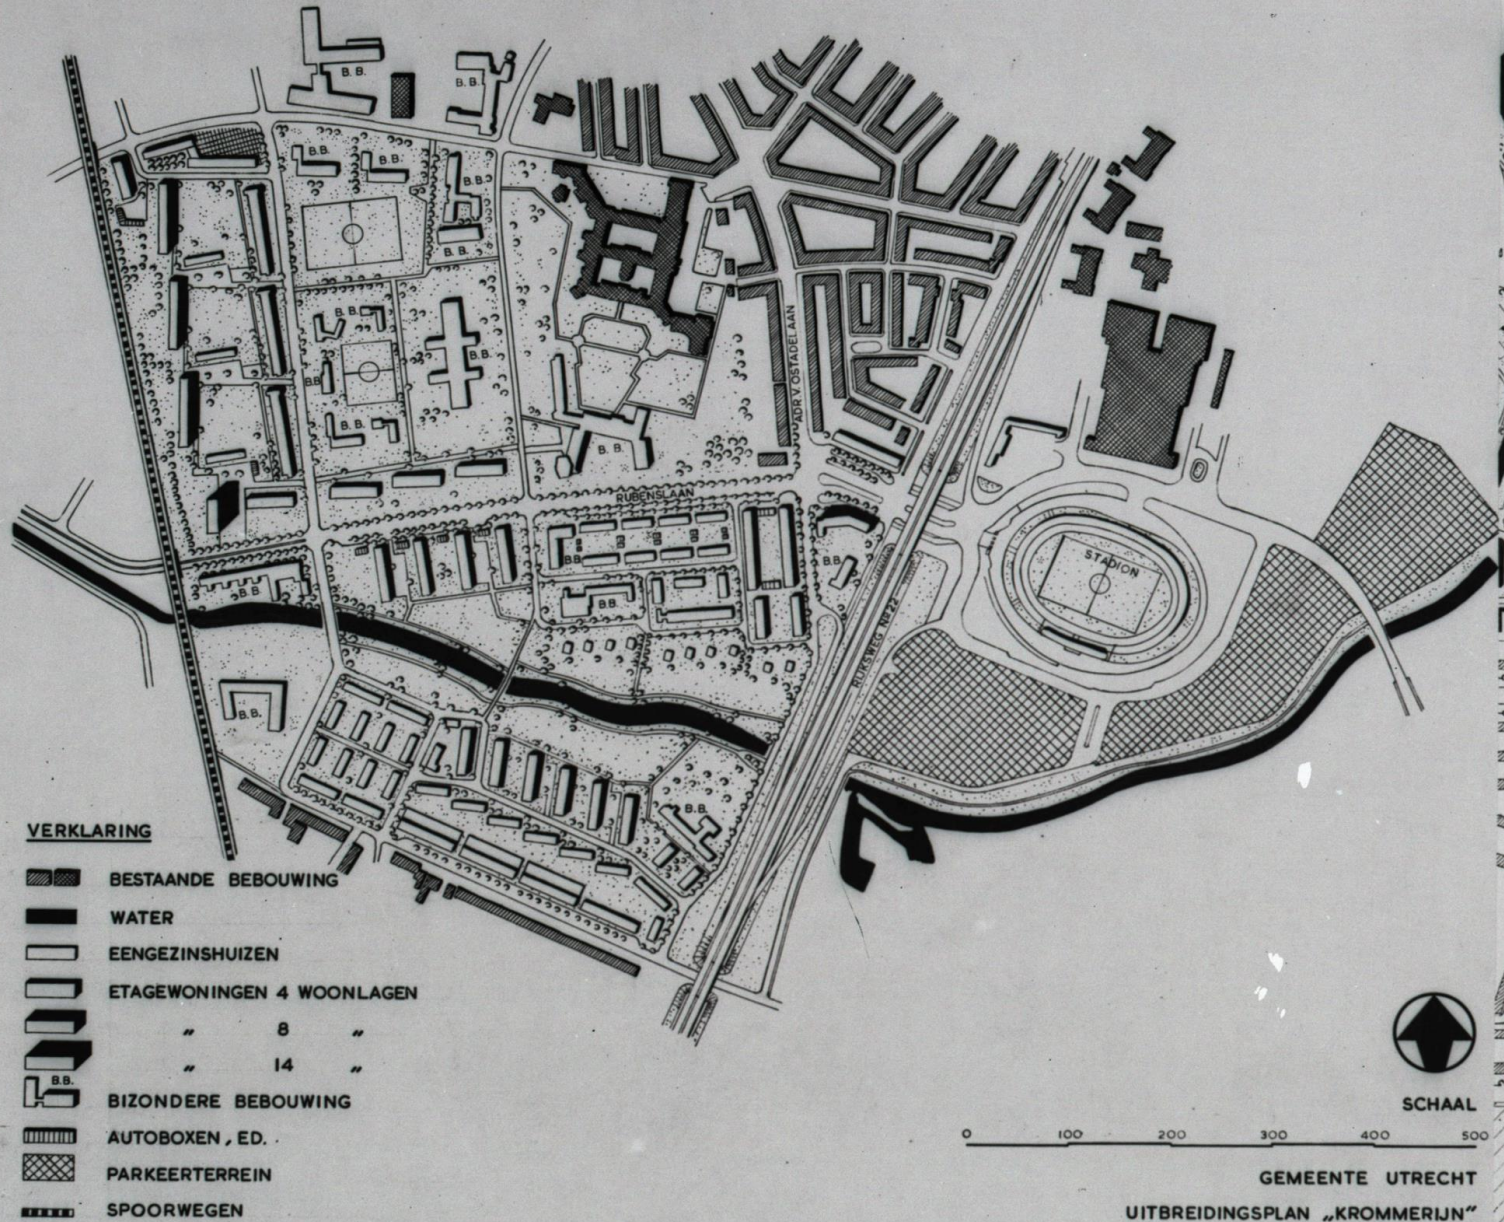 B.B.
B.B.
B.B.
B.B.
B.B.
B.B.
B.B.
B.B.
B.B.
B.B.
B.B.
RUBENSLAAN
ADR. V. OSTADELAAN
STADION
B.B.
B.B.
B.B.
B.B.
RIJKSWEG Nº 22
B.B.
B.B.
VERKLARING
BESTAANDE BEBOUWING
WATER
EENGEZINSHUIZEN
ETAGEWONINGEN 4 WOONLAGEN
„ 8 „
„ 14 „
B.B.
BIZONDERE BEBOUWING
AUTOBOXEN, ED.
PARKEERTERREIN
SPOORWEGEN
SCHAAL
0 100 200 300 400 500
GEMEENTE UTRECHT
UITBREIDINGSPLAN „KROMMERIJN"